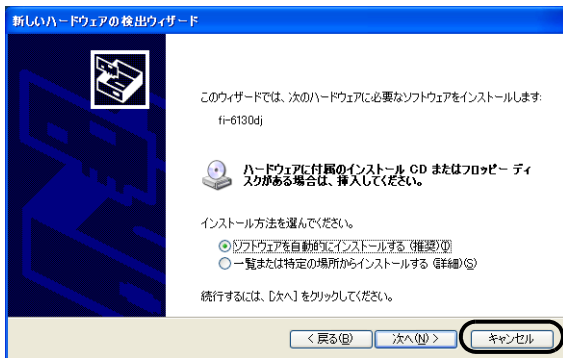 新しいハードウェアの検出ウィザード
このウィザードでは、次のハードウェアに必要なソフトウェアをインストールします:
fi-6130dj
ハードウェアに付属のインストール CD またはフロッピー ディ
スクがある場合は、挿入してください。
インストール方法を選んでください。
ソフトウェアを自動的にインストールする (推奨)(I)
一覧または特定の場所からインストールする (詳細)(S)
続行するには、[次へ] をクリックしてください。
< 戻る(B) 次へ(N) > キャンセル